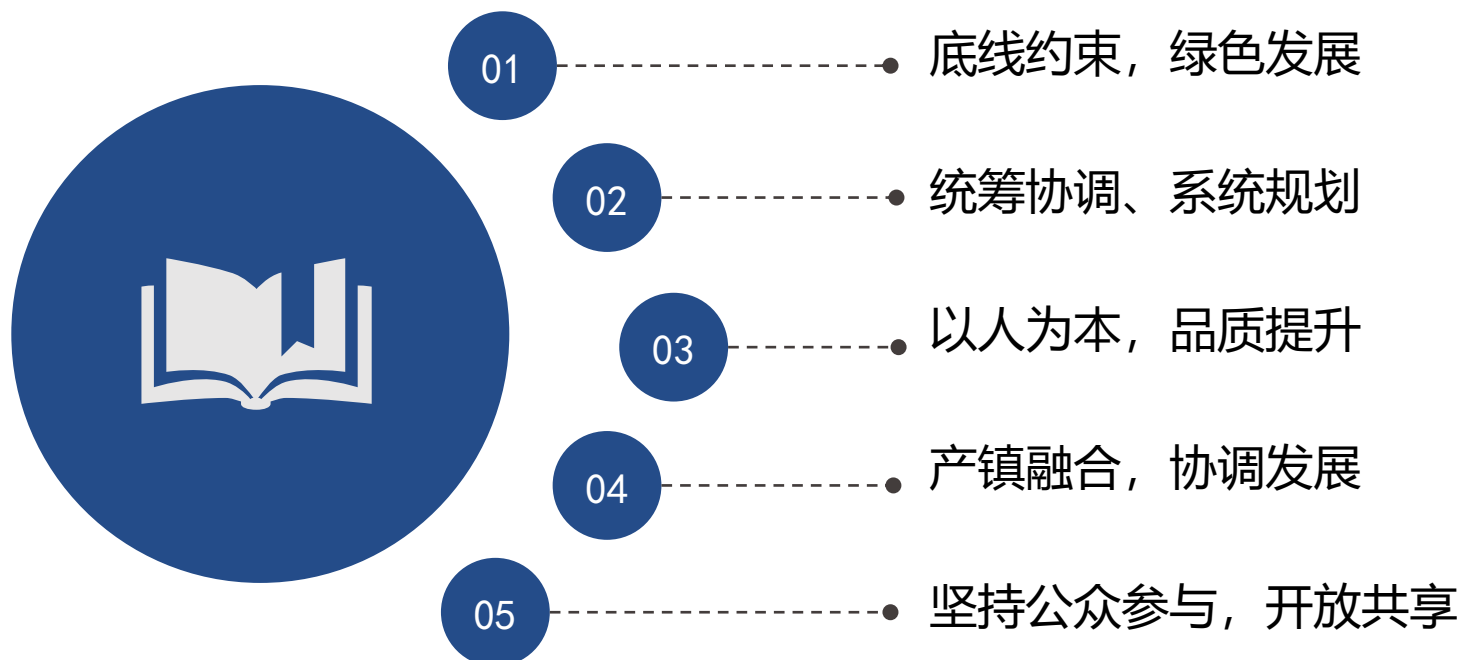 01
底线约束，绿色发展
02
统筹协调、系统规划
03
以人为本，品质提升
04
产镇融合，协调发展
05
坚持公众参与，开放共享